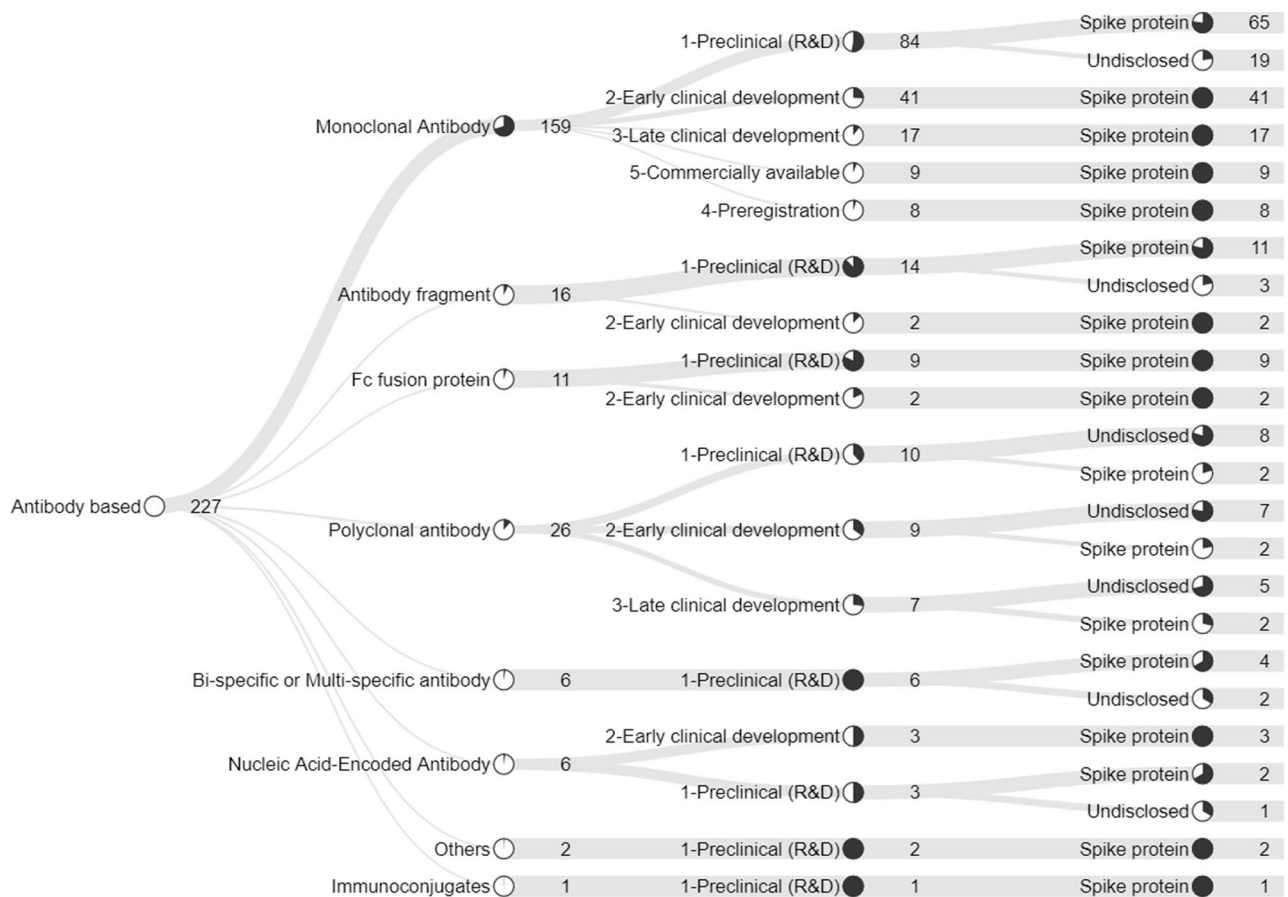 Antibody based 227
Monoclonal Antibody 159
1-Preclinical (R&D) 84
Spike protein 65
Undisclosed 19
2-Early clinical development 41
Spike protein 41
3-Late clinical development 17
Spike protein 17
5-Commercially available 9
Spike protein 9
4-Preregistration 8
Spike protein 8
Antibody fragment 16
1-Preclinical (R&D) 14
Spike protein 11
Undisclosed 3
2-Early clinical development 2
Spike protein 2
Fc fusion protein 11
1-Preclinical (R&D) 9
Spike protein 9
2-Early clinical development 2
Spike protein 2
Polyclonal antibody 26
1-Preclinical (R&D) 10
Undisclosed 8
Spike protein 2
2-Early clinical development 9
Undisclosed 7
Spike protein 2
3-Late clinical development 7
Undisclosed 5
Spike protein 2
Bi-specific or Multi-specific antibody 6
1-Preclinical (R&D) 6
Spike protein 4
Undisclosed 2
Nucleic Acid-Encoded Antibody 6
2-Early clinical development 3
Spike protein 3
1-Preclinical (R&D) 3
Spike protein 2
Undisclosed 1
Others 2
1-Preclinical (R&D) 2
Spike protein 2
Immunoconjugates 1
1-Preclinical (R&D) 1
Spike protein 1